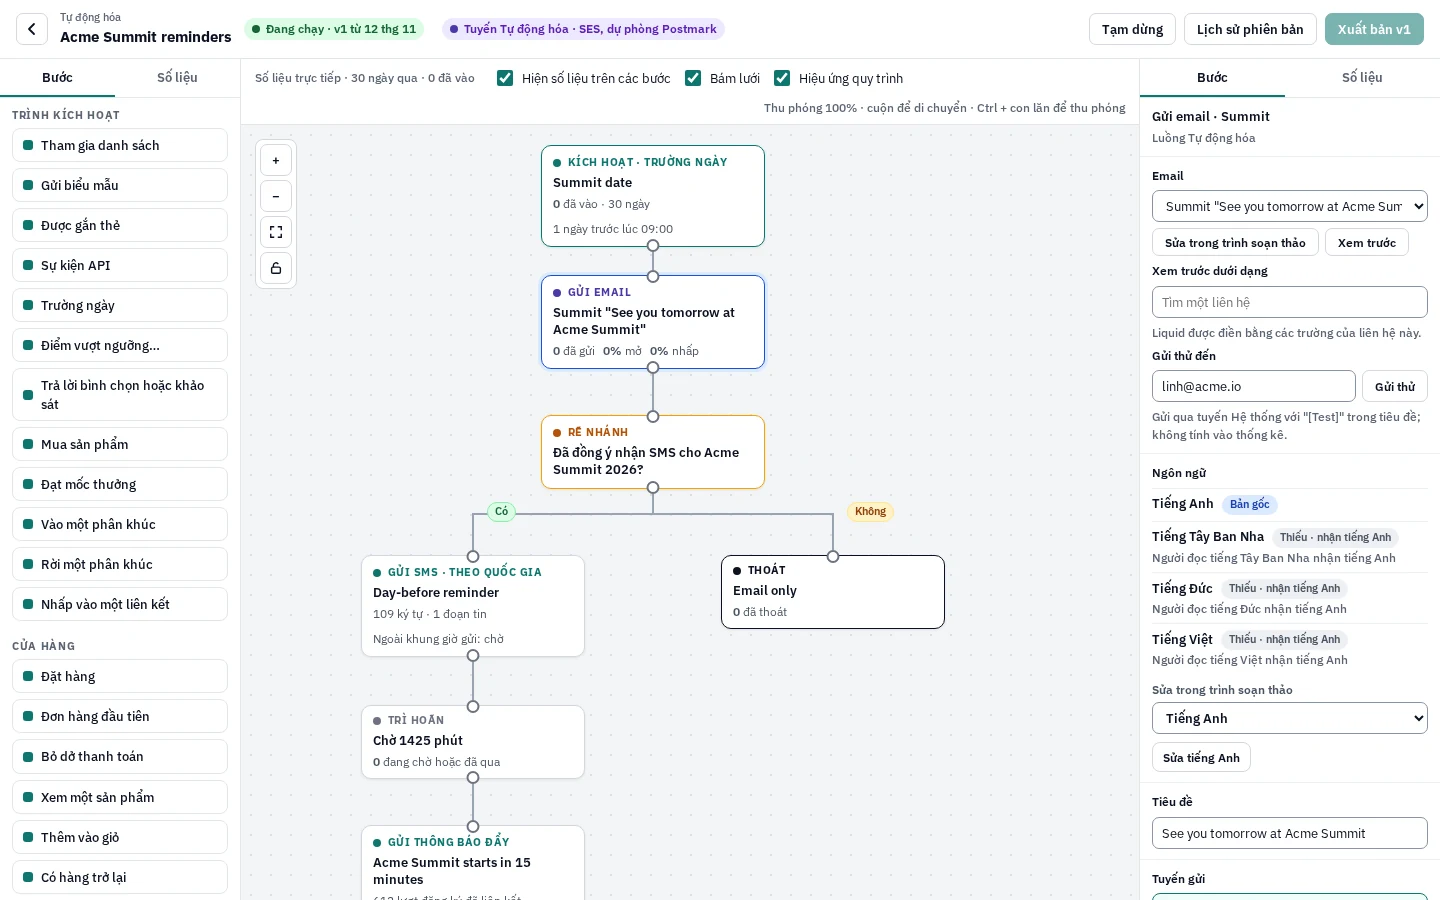 Tự động hóa
Acme Summit reminders
Đang chạy · v1 từ 12 thg 11
Tuyến Tự động hóa · SES, dự phòng Postmark
Tạm dừng
Lịch sử phiên bản
Xuất bản v1
Bước
Số liệu
TRÌNH KÍCH HOẠT
Tham gia danh sách
Gửi biểu mẫu
Được gắn thẻ
Sự kiện API
Trường ngày
Điểm vượt ngưỡng...
Trả lời bình chọn hoặc khảo
sát
Mua sản phẩm
Đạt mốc thưởng
Vào một phân khúc
Rời một phân khúc
Nhấp vào một liên kết
CỬA HÀNG
Đặt hàng
Đơn hàng đầu tiên
Bỏ dở thanh toán
Xem một sản phẩm
Thêm vào giỏ
Có hàng trở lại
Số liệu trực tiếp · 30 ngày qua · 0 đã vào
Hiện số liệu trên các bước
Bám lưới
Hiệu ứng quy trình
Thu phóng 100% · cuộn để di chuyển · Ctrl + con lăn để thu phóng
+
−
KÍCH HOẠT · TRƯỜNG NGÀY
Summit date
0 đã vào · 30 ngày
1 ngày trước lúc 09:00
GỬI EMAIL
Summit "See you tomorrow at
Acme Summit"
0 đã gửi 0% mở 0% nhấp
RẼ NHÁNH
Đã đồng ý nhận SMS cho Acme
Summit 2026?
Có
Không
GỬI SMS · THEO QUỐC GIA
Day-before reminder
109 ký tự · 1 đoạn tin
Ngoài khung giờ gửi: chờ
THOÁT
Email only
0 đã thoát
TRÌ HOÃN
Chờ 1425 phút
0 đang chờ hoặc đã qua
GỬI THÔNG BÁO ĐẨY
Acme Summit starts in 15
minutes
Bước
Số liệu
Gửi email · Summit
Luồng Tự động hóa
Email
Summit "See you tomorrow at Acme Sum
Sửa trong trình soạn thảo
Xem trước
Xem trước dưới dạng
Tìm một liên hệ
Liquid được điền bằng các trường của liên hệ này.
Gửi thử đến
linh@acme.io
Gửi thử
Gửi qua tuyến Hệ thống với "[Test]" trong tiêu đề;
không tính vào thống kê.
Ngôn ngữ
Tiếng Anh
Bản gốc
Tiếng Tây Ban Nha
Thiếu · nhận tiếng Anh
Người đọc tiếng Tây Ban Nha nhận tiếng Anh
Tiếng Đức
Thiếu · nhận tiếng Anh
Người đọc tiếng Đức nhận tiếng Anh
Tiếng Việt
Thiếu · nhận tiếng Anh
Người đọc tiếng Việt nhận tiếng Anh
Sửa trong trình soạn thảo
Tiếng Anh
Sửa tiếng Anh
Tiêu đề
See you tomorrow at Acme Summit
Tuyến gửi